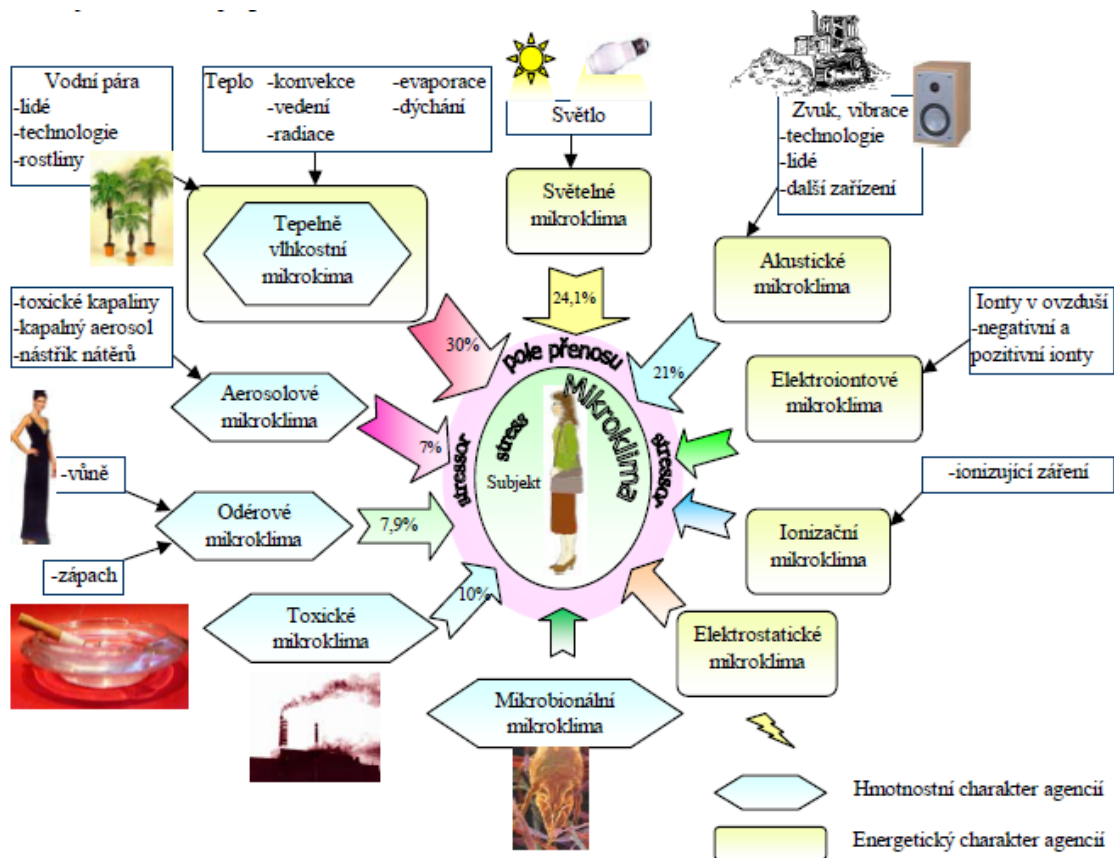 Vodní pára
-lidé
-technologie
-rostliny
Teplo -konvekce -evaporace
-vedení -dýchání
-radiace
Světlo
Zvuk, vibrace
-technologie
-lidé
-další zařízení
Tepelně
vlhkostní
mikrokima
Světelné
mikroklima
Akustické
mikroklima
-toxické kapaliny
-kapalný aerosol
-nástřik nátěrů
Ionty v ovzduší
-negativní a
pozitivní ionty
30%
24,1%
21%
pole přenosu
Aerosolové
mikroklima
7%
Elektroiontové
mikroklima
stressor
stress
Mikroklima
stressor
Subjekt
-vůně
-ionizující záření
Odérové
mikroklima
7,9%
Ionizační
mikroklima
-zápach
10%
Toxické
mikroklima
Elektrostatické
mikroklima
Mikrobionální
mikroklima
Hmotnostní charakter agencií
Energetický charakter agencií